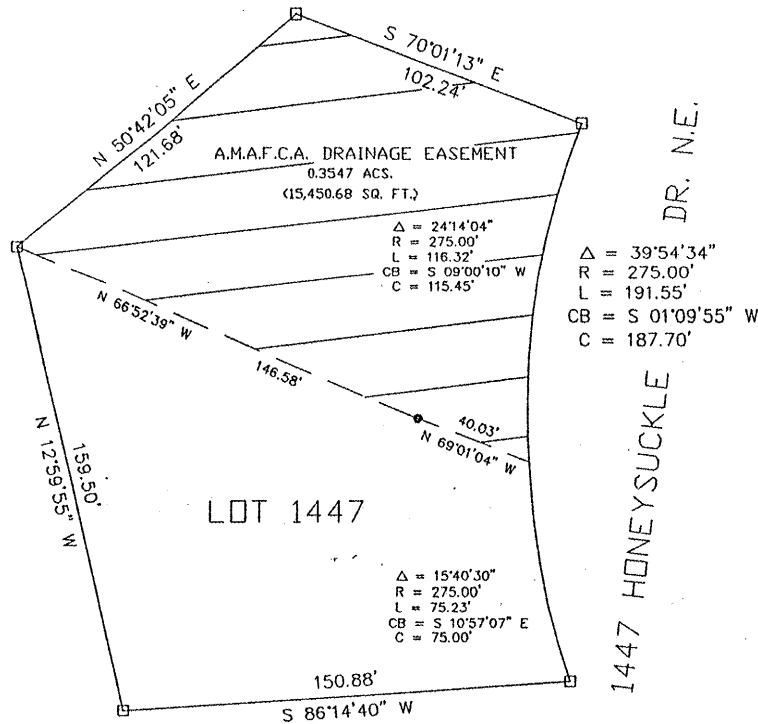 S 70°01'13" E
102.24'
N 50°42'05" E
121.68'
A.M.A.F.C.A. DRAINAGE EASEMENT
0.3547 ACS.
(15,450.68 SQ. FT.)
Δ = 24°14'04"
R = 275.00'
L = 116.32'
CB = S 09°00'10" W
C = 115.45'
Δ = 39°54'34"
R = 275.00'
L = 191.55'
CB = S 01°09'55" W
C = 187.70'
N 66°52'39" W
146.58'
40.03'
N 69°01'04" W
159.50'
N 12°59'55" W
LOT 1447
Δ = 15°40'30"
R = 275.00'
L = 75.23'
CB = S 10°57'07" E
C = 75.00'
150.88'
S 86°14'40" W
1447 HONEYSUCKLE DR. N.E.